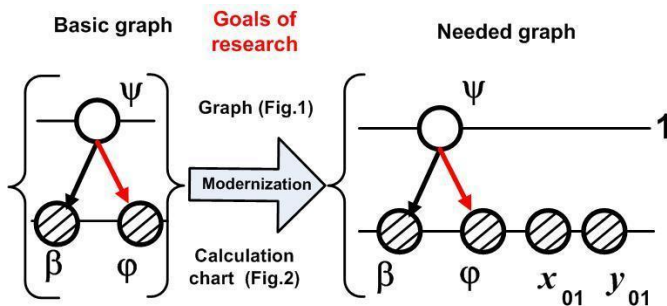 Basic graph
Goals of
research
Needed graph
ψ
Graph (Fig.1)
ψ
1
Modernization
Calculation
chart (Fig.2)
β
φ
β
φ
x 01
y 01